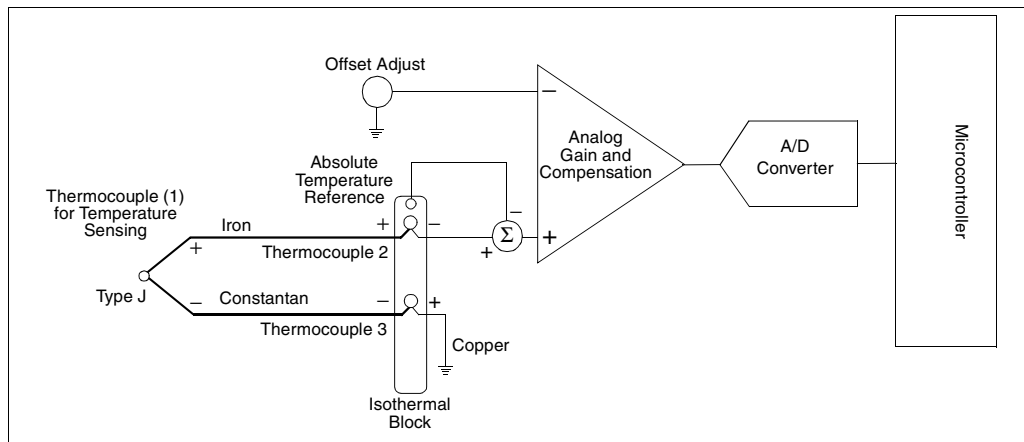 Offset Adjust
−
Analog
Gain and
Compensation
+
A/D
Converter
Microcontroller
Absolute
Temperature
Reference
−
Σ
+
Thermocouple (1)
for Temperature
Sensing
Iron
+
+
−
Thermocouple 2
Type J
−
Constantan
−
+
Thermocouple 3
Copper
Isothermal
Block